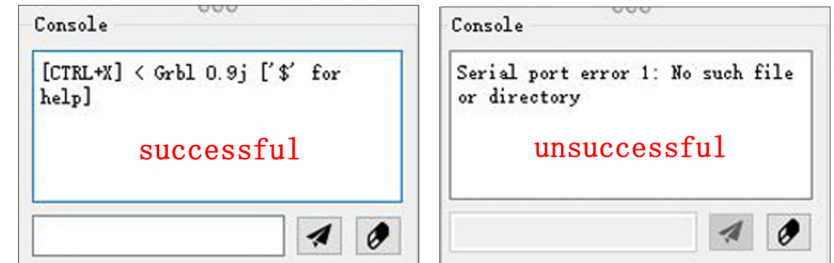 Console
[CTRL+X] < Grbl 0.9j ['$' for
help]
successful
Console
Serial port error 1: No such file
or directory
unsuccessful